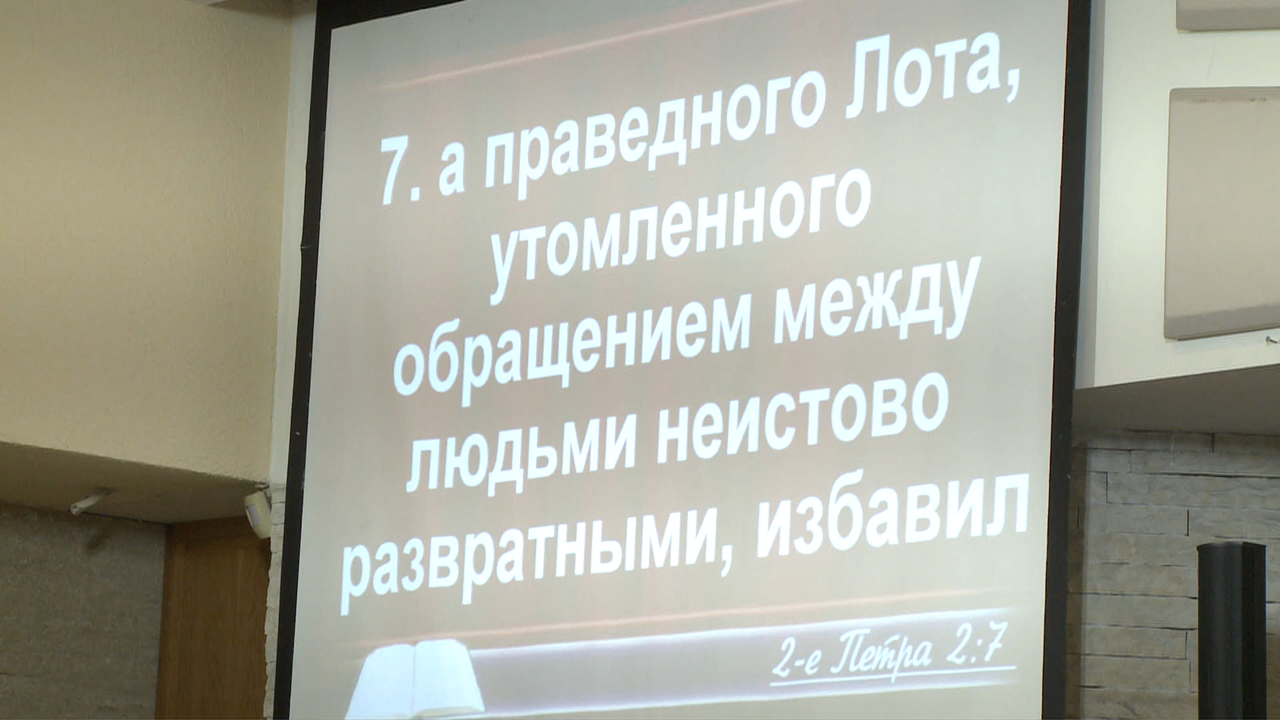 7. а праведного Лота,
утомленного
обращением между
людьми неистово
развратными, избавил
2-е Петра 2:7